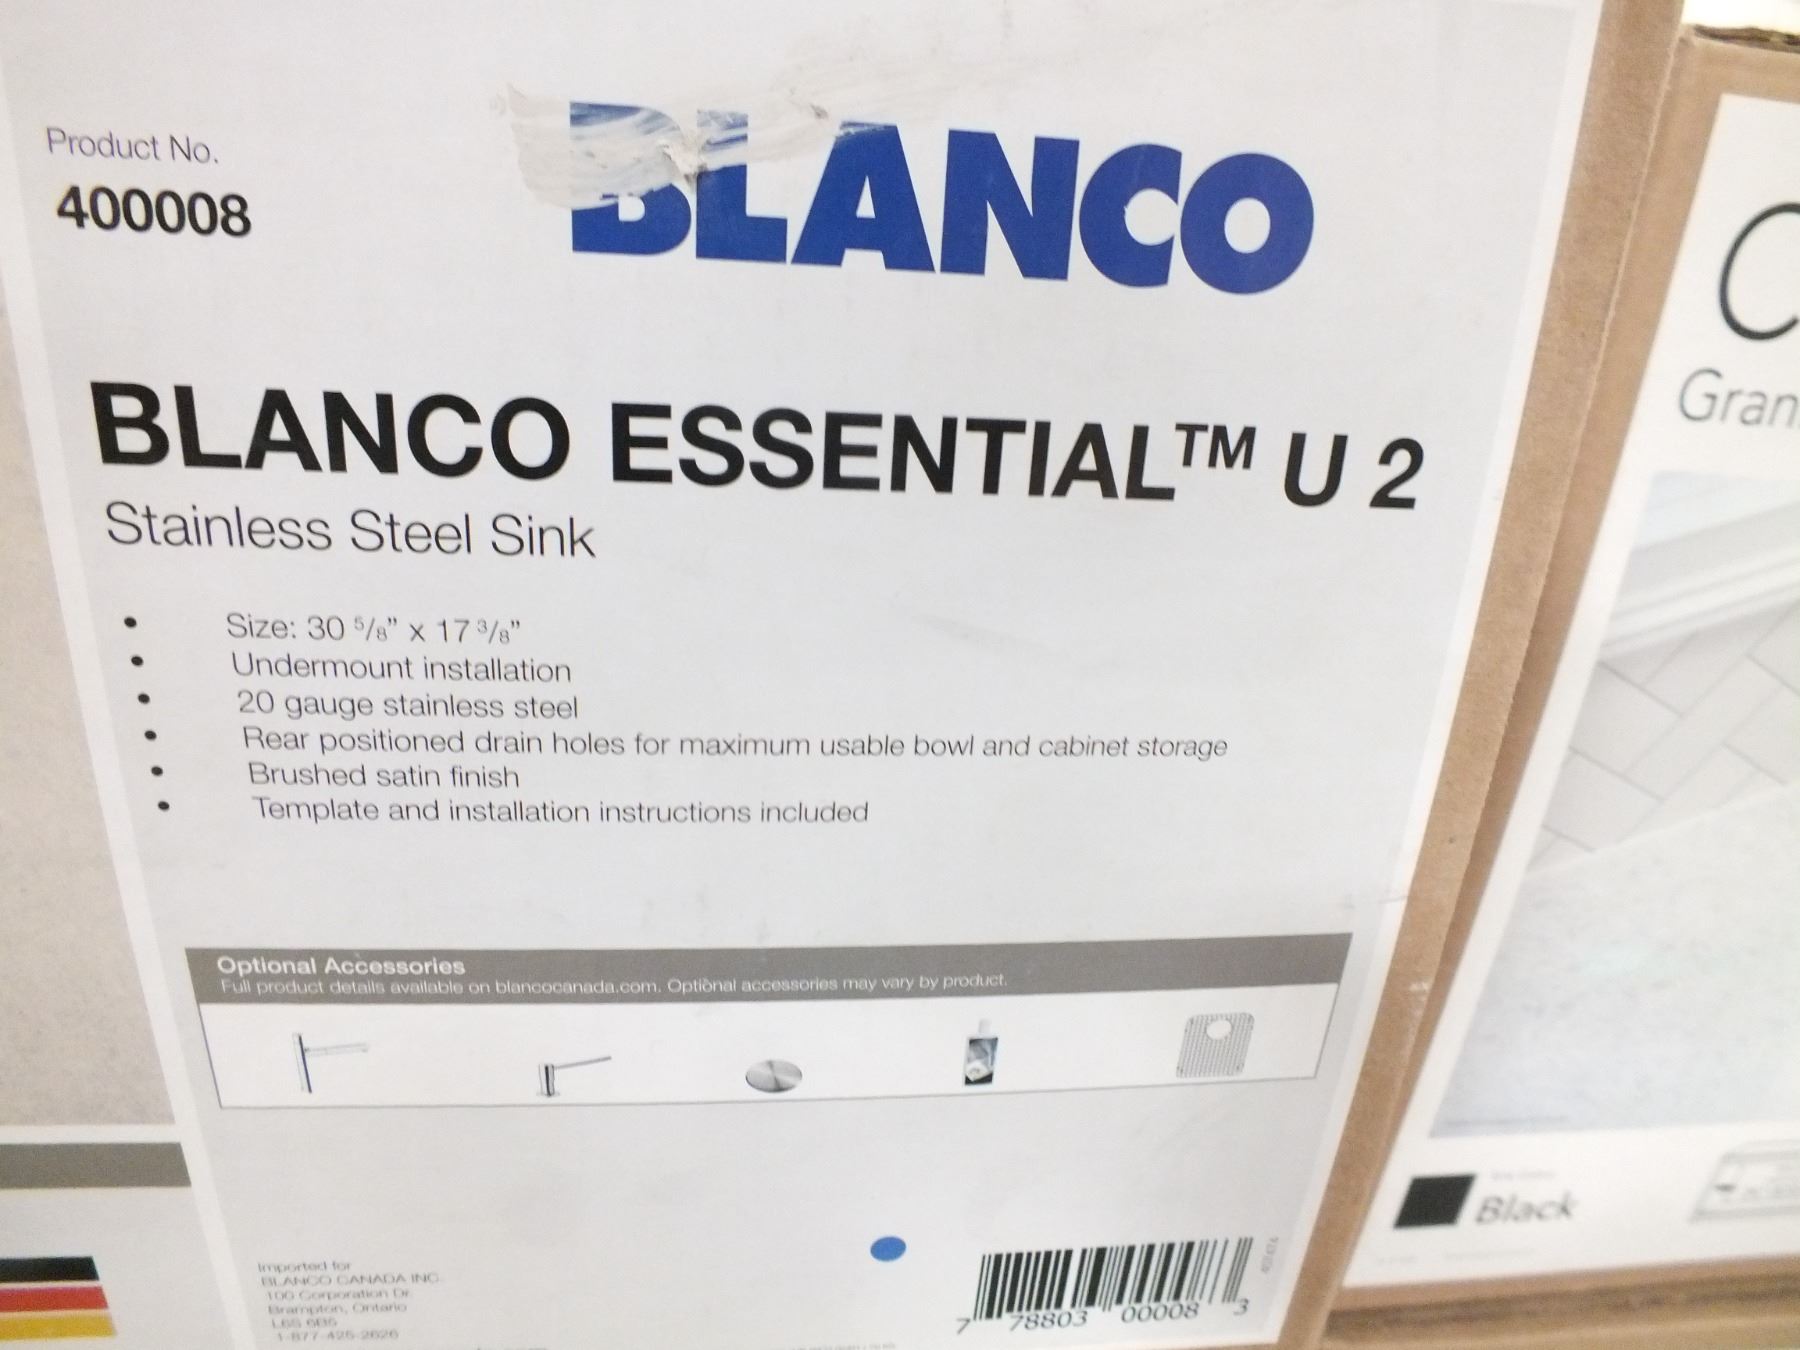 Product No.
400008
BLANCO
BLANCO ESSENTIAL™ U 2
Stainless Steel Sink
• Size: 30 5/8" x 17 3/8"
• Undermount installation
• 20 gauge stainless steel
• Rear positioned drain holes for maximum usable bowl and cabinet storage
• Brushed satin finish
• Template and installation instructions included
Optional Accessories
Full product details available on blancocanada.com. Optional accessories may vary by product.
Imported for
BLANCO CANADA INC.
100 Corporation Dr.
Brampton, Ontario
L6S 6B5
1-877-425-2626
7 78803 00008 3
C
Gran
Black